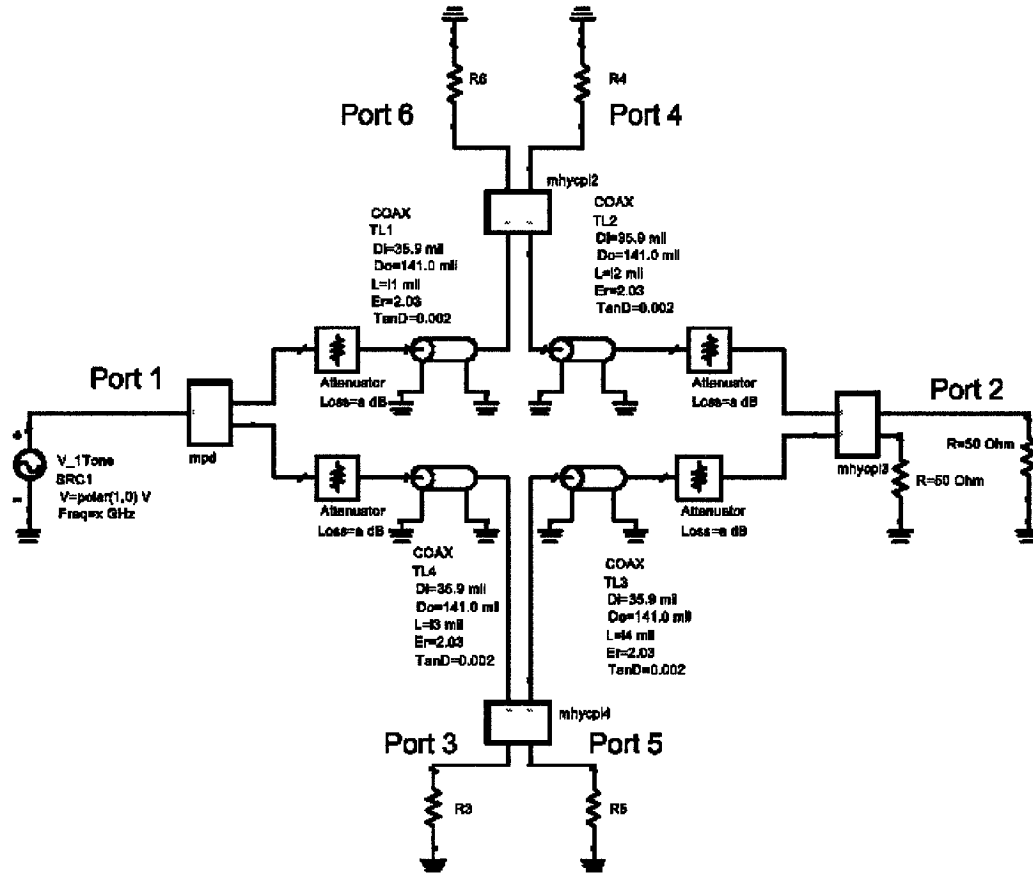 R6
R4
Port 6
Port 4
mhycpl2
COAX
TL1
Di=35.9 mil
Do=141.0 mil
L=l1 mil
Er=2.03
TanD=0.002
COAX
TL2
Di=35.9 mil
Do=141.0 mil
L=l2 mil
Er=2.03
TanD=0.002
Port 1
Attenuator
Loss=a dB
Attenuator
Loss=a dB
Port 2
mpd
mhycpl3
R=50 Ohm
R=50 Ohm
V_1Tone
SRC1
V=polar(1,0) V
Freq=x GHz
Attenuator
Loss=a dB
Attenuator
Loss=a dB
COAX
TL4
Di=35.9 mil
Do=141.0 mil
L=l3 mil
Er=2.03
TanD=0.002
COAX
TL3
Di=35.9 mil
Do=141.0 mil
L=l4 mil
Er=2.03
TanD=0.002
mhycpl4
Port 3
Port 5
R3
R5